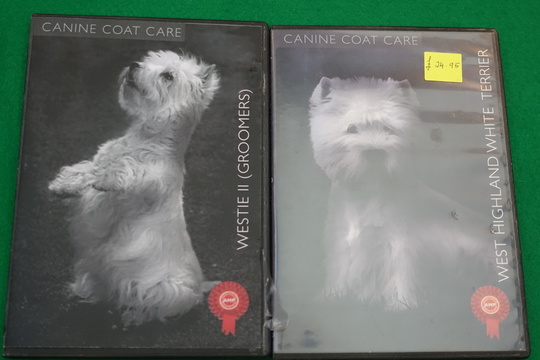 CANINE COAT CARE
WESTIE II (GROOMERS)
CANINE COAT CARE
24.95
WEST HIGHLAND WHITE TERRIER